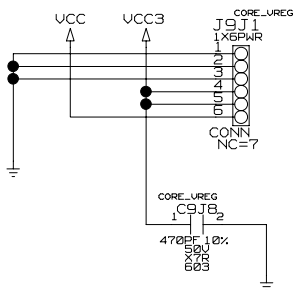 CORE_VREG
VCC VCC3 J9J1
1X6PWR
1
2
3
4
5
6
CONN
NC=7
CORE_VREG
C9J8
1 2
470PF 10%
50V
X7R
603